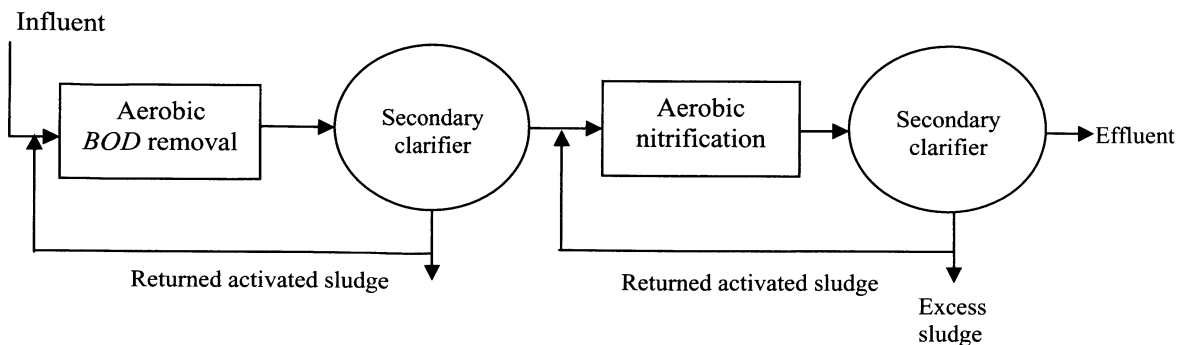 Influent
Aerobic
BOD removal
Secondary
clarifier
Aerobic
nitrification
Secondary
clarifier
Effluent
Returned activated sludge
Returned activated sludge
Excess
sludge